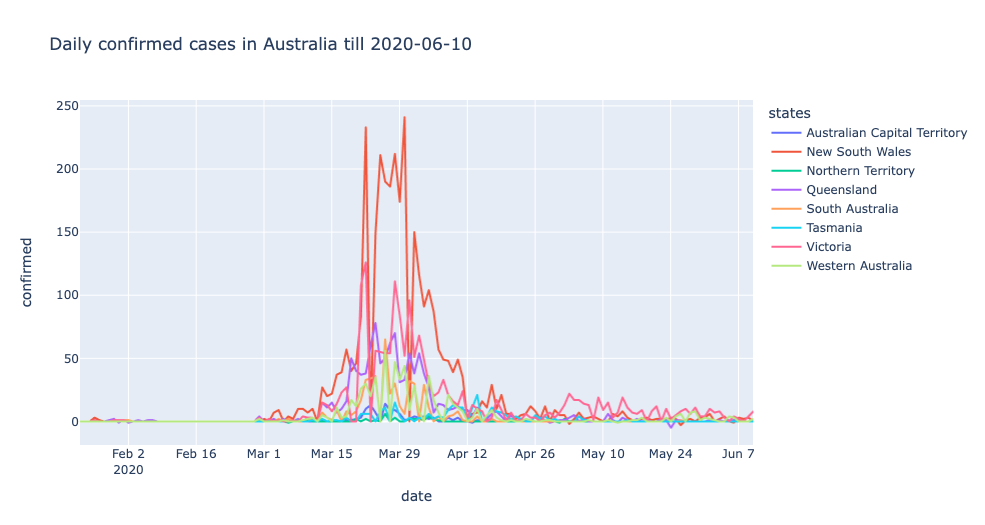 Daily confirmed cases in Australia till 2020-06-10
250
200
150
100
50
0
confirmed
Feb 2
2020
Feb 16
Mar 1
Mar 15
Mar 29
Apr 12
Apr 26
May 10
May 24
Jun 7
date
states
Australian Capital Territory
New South Wales
Northern Territory
Queensland
South Australia
Tasmania
Victoria
Western Australia